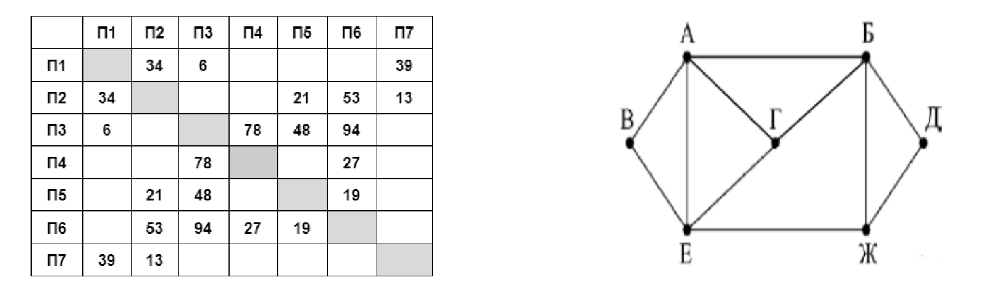 П1 П2 П3 П4 П5 П6 П7
П1 34 6 39
П2 34 21 53 13
П3 6 78 48 94
П4 78 27
П5 21 48 19
П6 53 94 27 19
П7 39 13
А Б
В Г Д
Е Ж